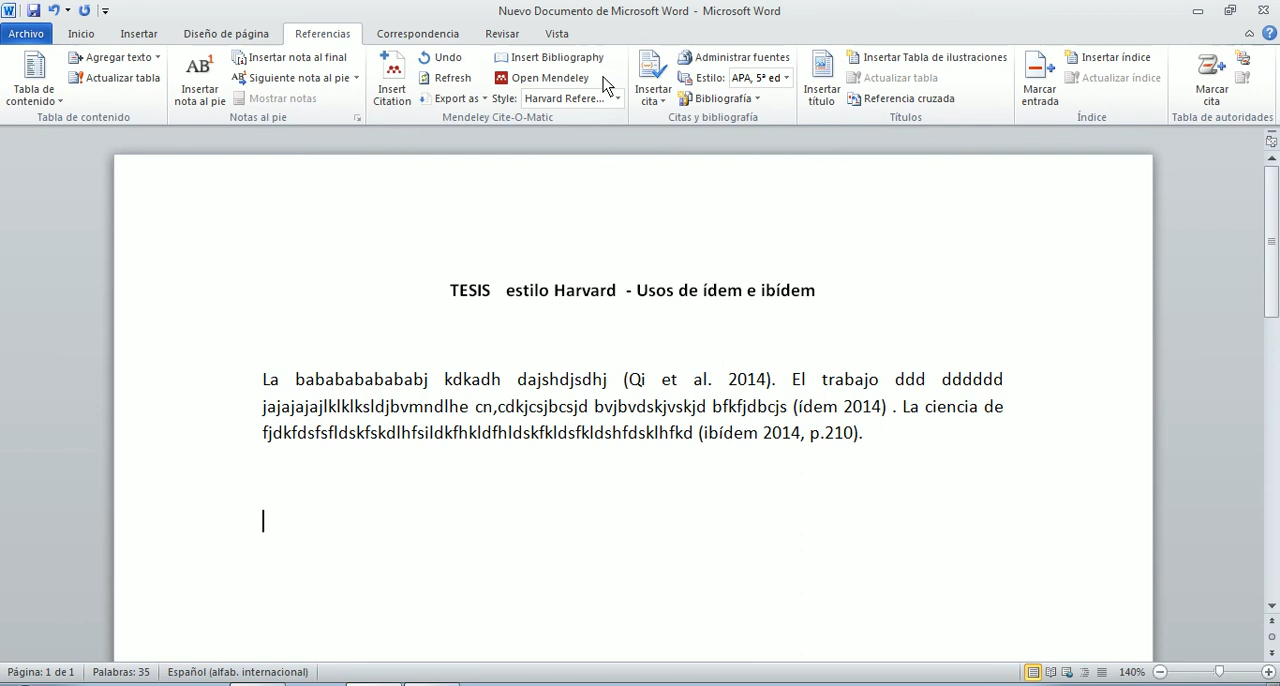 Nuevo Documento de Microsoft Word - Microsoft Word
Archivo Inicio Insertar Diseño de página Referencias Correspondencia Revisar Vista
Tabla de contenido
Agregar texto
Actualizar tabla
Tabla de contenido
AB1
Insertar nota al pie
Insertar nota al final
Siguiente nota al pie
Mostrar notas
Notas al pie
Insert Citation
Undo
Refresh
Export as
Insert Bibliography
Open Mendeley
Style: Harvard Refere...
Mendeley Cite-O-Matic
Insertar cita
Administrar fuentes
Estilo: APA, 5ª ed
Bibliografía
Citas y bibliografía
Insertar título
Insertar Tabla de ilustraciones
Actualizar tabla
Referencia cruzada
Títulos
Marcar entrada
Insertar índice
Actualizar índice
Índice
Marcar cita
Tabla de autoridades
TESIS estilo Harvard - Usos de ídem e ibídem
La babababababaj kdkadh dajshdjsdhj (Qi et al. 2014). El trabajo ddd dddddd
jajajajajlklklksldjbvmndlhe cn,cdkjcsjbcsjd bvjbvdskjvskjd bfkfjdbcjs (ídem 2014) . La ciencia de
fjdkfdsfsfldskfskdlhfsildkfhkldfhldskfkldsfkldshfdsklhfkd (ibídem 2014, p.210).
Página: 1 de 1 Palabras: 35 Español (alfab. internacional) 140%